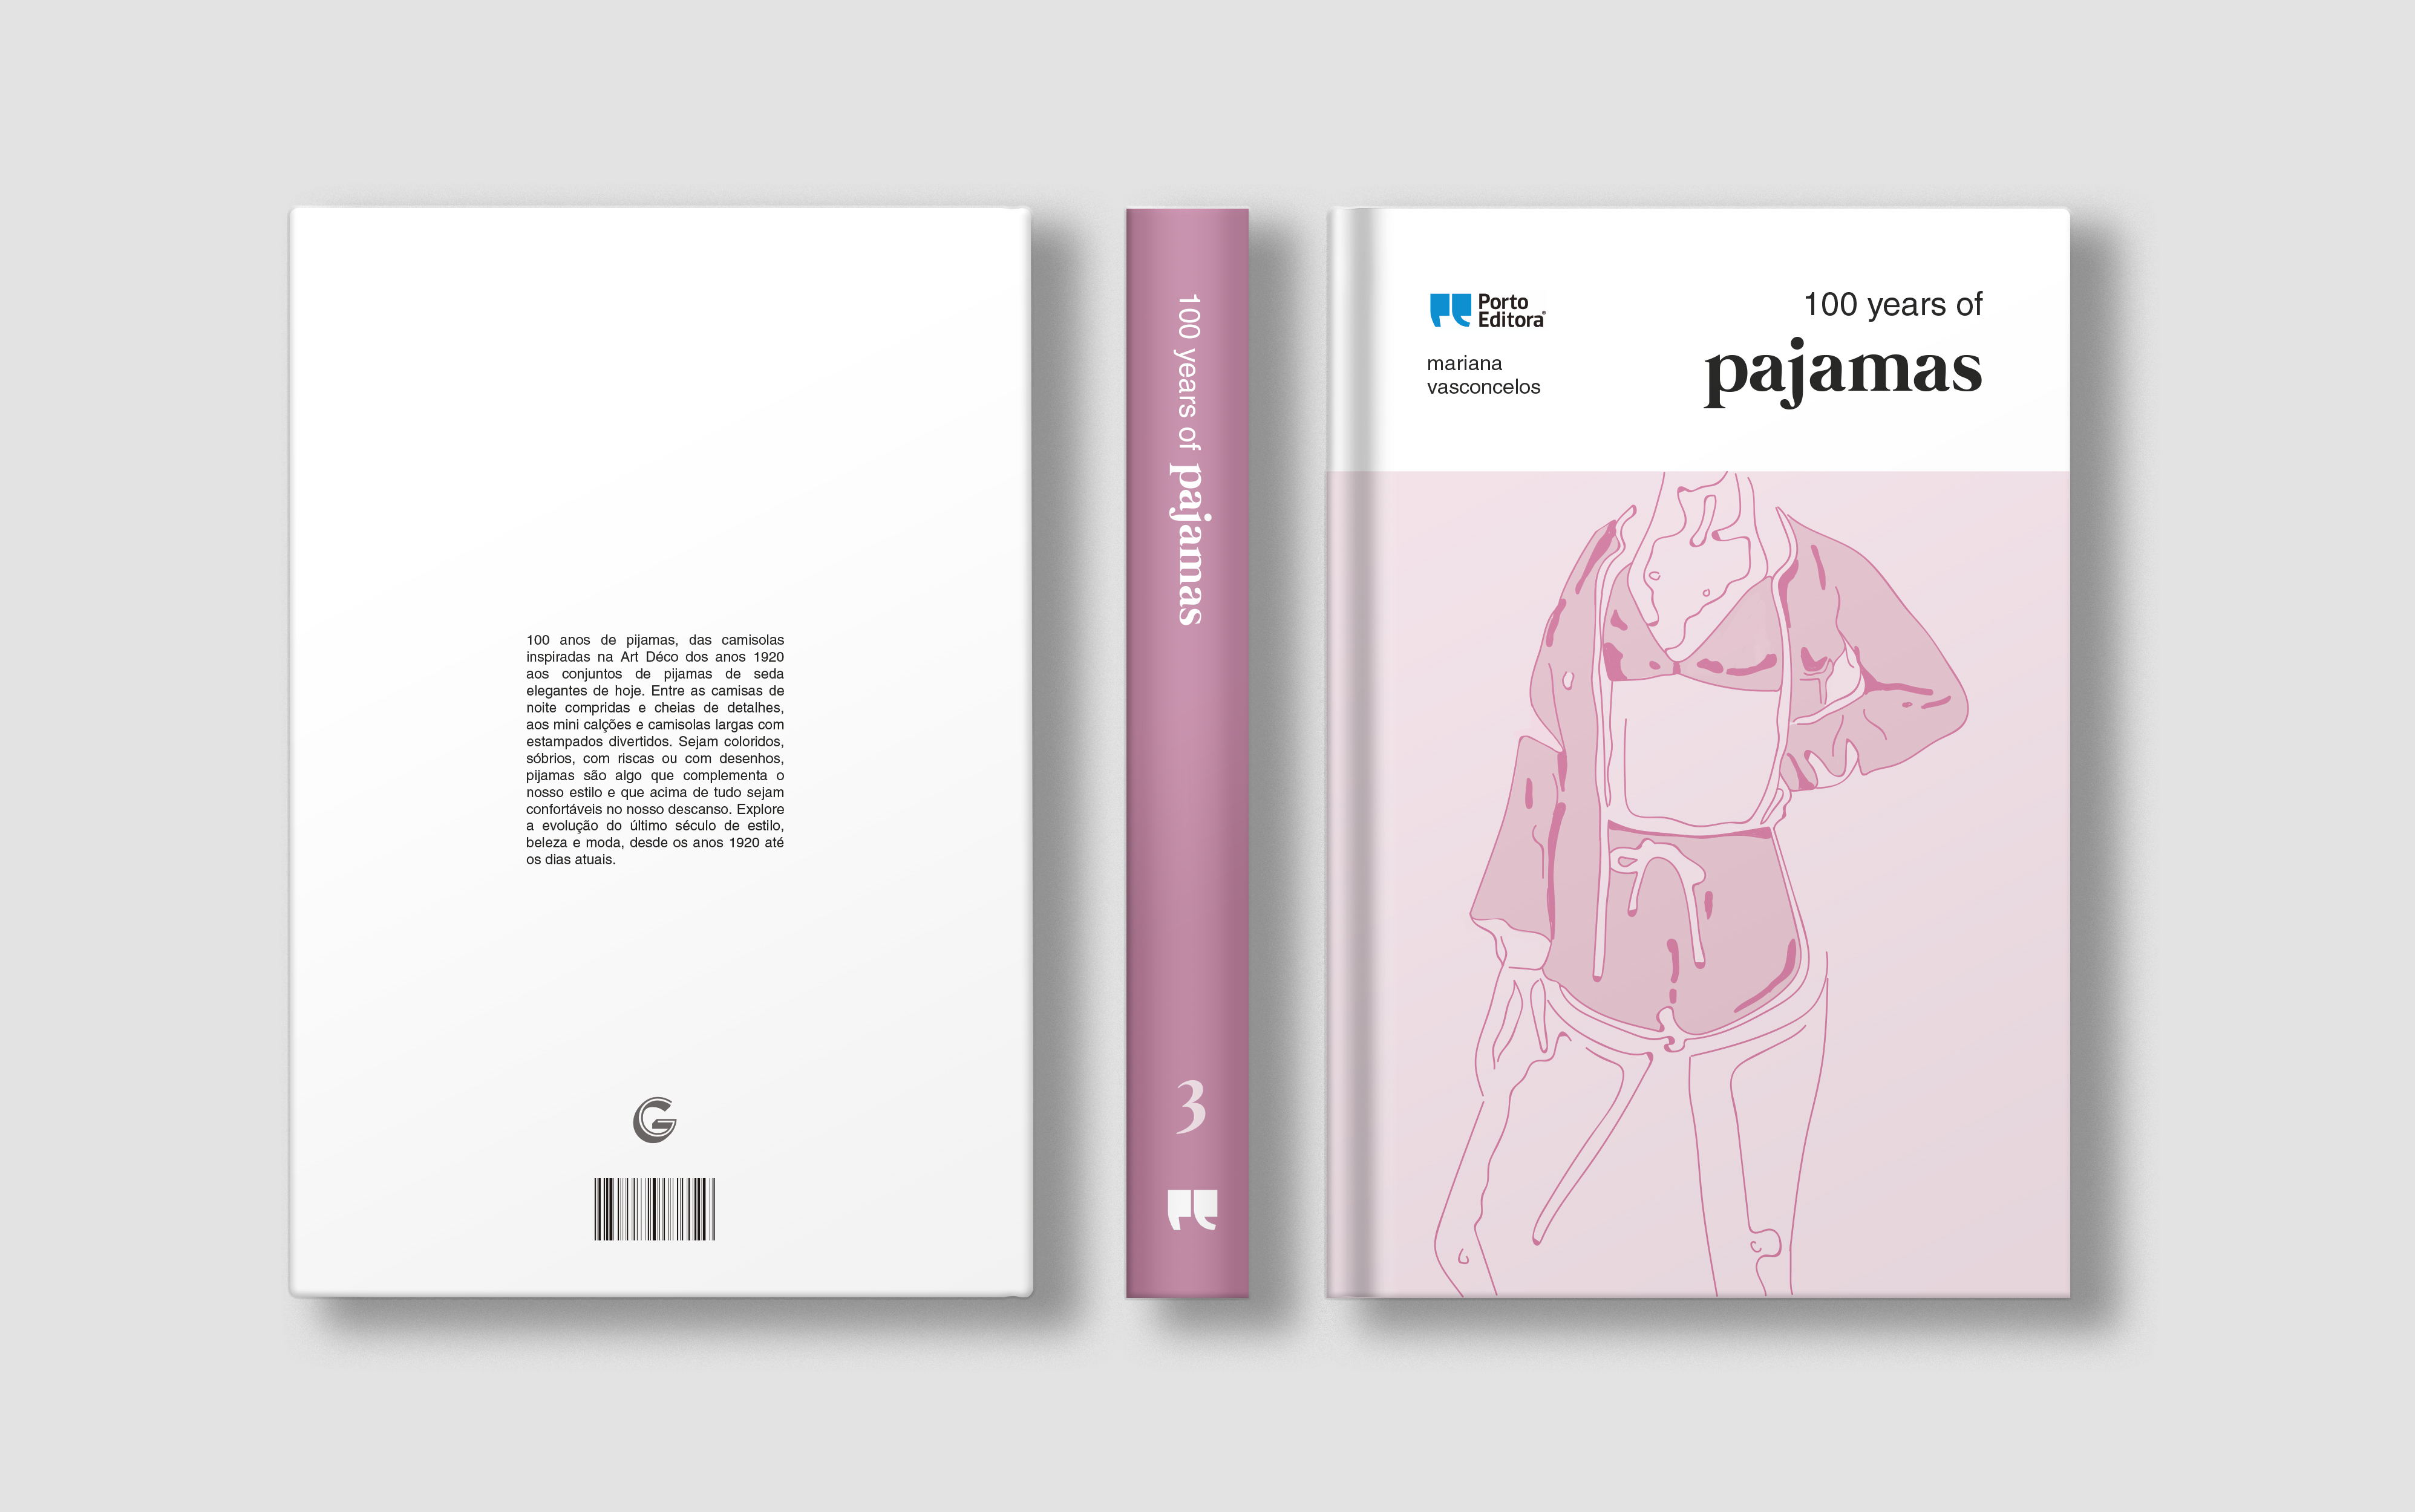 100 anos de pijamas, das camisolas
inspiradas na Art Déco dos anos 1920
aos conjuntos de pijamas de seda
elegantes de hoje. Entre as camisas de
noite compridas e cheias de detalhes,
aos mini calções e camisolas largas com
estampados divertidos. Sejam coloridos,
sóbrios, com riscas ou com desenhos,
pijamas são algo que complementa o
nosso estilo e que acima de tudo sejam
confortáveis no nosso descanso. Explore
a evolução do último século de estilo,
beleza e moda, desde os anos 1920 até
os dias atuais.
G
100 years of pajamas
3
Porto
Editora®
mariana
vasconcelos
100 years of
pajamas